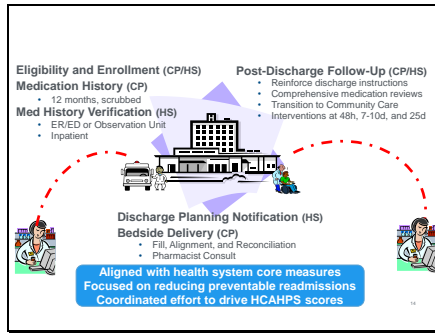 Eligibility and Enrollment (CP/HS)
Medication History (CP)
• 12 months, scrubbed
Med History Verification (HS)
• ER/ED or Observation Unit
• Inpatient
Post-Discharge Follow-Up (CP/HS)
• Reinforce discharge instructions
• Comprehensive medication reviews
• Transition to Community Care
• Interventions at 48h, 7-10d, and 25d
Discharge Planning Notification (HS)
Bedside Delivery (CP)
• Fill, Alignment, and Reconciliation
• Pharmacist Consult
Aligned with health system core measures
Focused on reducing preventable readmissions
Coordinated effort to drive HCAHPS scores
14